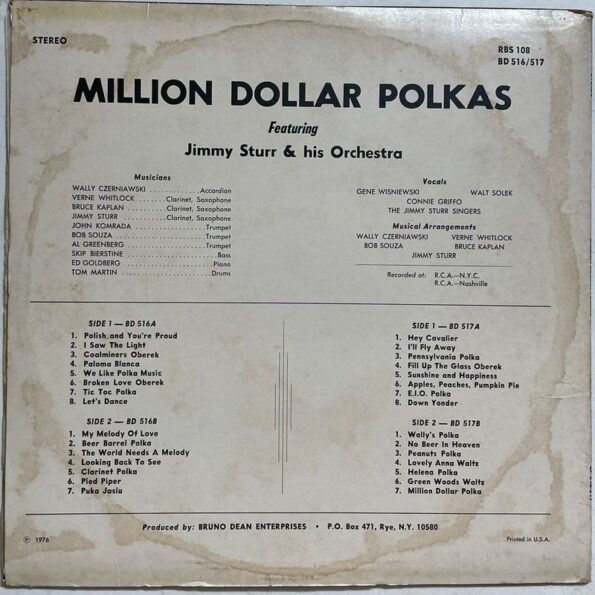 STEREO
RBS 108
BD 516/517
MILLION DOLLAR POLKAS
Featuring
Jimmy Sturr & his Orchestra
Musicians
WALLY CZERNIAWSKI ............Accordion
VERNE WHITLOCK .......Clarinet, Saxophone
BRUCE KAPLAN .........Clarinet, Saxophone
JIMMY STURR ...........Clarinet, Saxophone
JOHN KOMRADA ..................Trumpet
BOB SOUZA .......................Trumpet
AL GREENBERG ...................Trumpet
SKIP BIERSTINE ......................Bass
ED GOLDBERG .......................Piano
TOM MARTIN .......................Drums
Vocals
GENE WISNIEWSKI WALT SOLEK
CONNIE GRIFFO
THE JIMMY STURR SINGERS
Musical Arrangements
WALLY CZERNIAWSKI VERNE WHITLOCK
BOB SOUZA BRUCE KAPLAN
JIMMY STURR
Recorded at: R.C.A.—N.Y.C.
R.C.A.—Nashville
SIDE 1 — BD 516A
1. Polish and You're Proud
2. I Saw The Light
3. Coalminers Oberek
4. Paloma Blanca
5. We Like Polka Music
6. Broken Love Oberek
7. Tic Toc Polka
8. Let's Dance
SIDE 2 — BD 516B
1. My Melody Of Love
2. Beer Barrel Polka
3. The World Needs A Melody
4. Looking Back To See
5. Clarinet Polka
6. Pied Piper
7. Puka Jasiu
SIDE 1 — BD 517A
1. Hey Cavalier
2. I'll Fly Away
3. Pennsylvania Polka
4. Fill Up The Glass Oberek
5. Sunshine and Happiness
6. Apples, Peaches, Pumpkin Pie
7. E.I.O. Polka
8. Down Yonder
SIDE 2 — BD 517B
1. Wally's Polka
2. No Beer In Heaven
3. Peanuts Polka
4. Lovely Anna Waltz
5. Helena Polka
6. Green Woods Waltz
7. Million Dollar Polka
Produced by: BRUNO DEAN ENTERPRISES • P.O. Box 471, Rye, N.Y. 10580
℗ 1976
Printed in U.S.A.